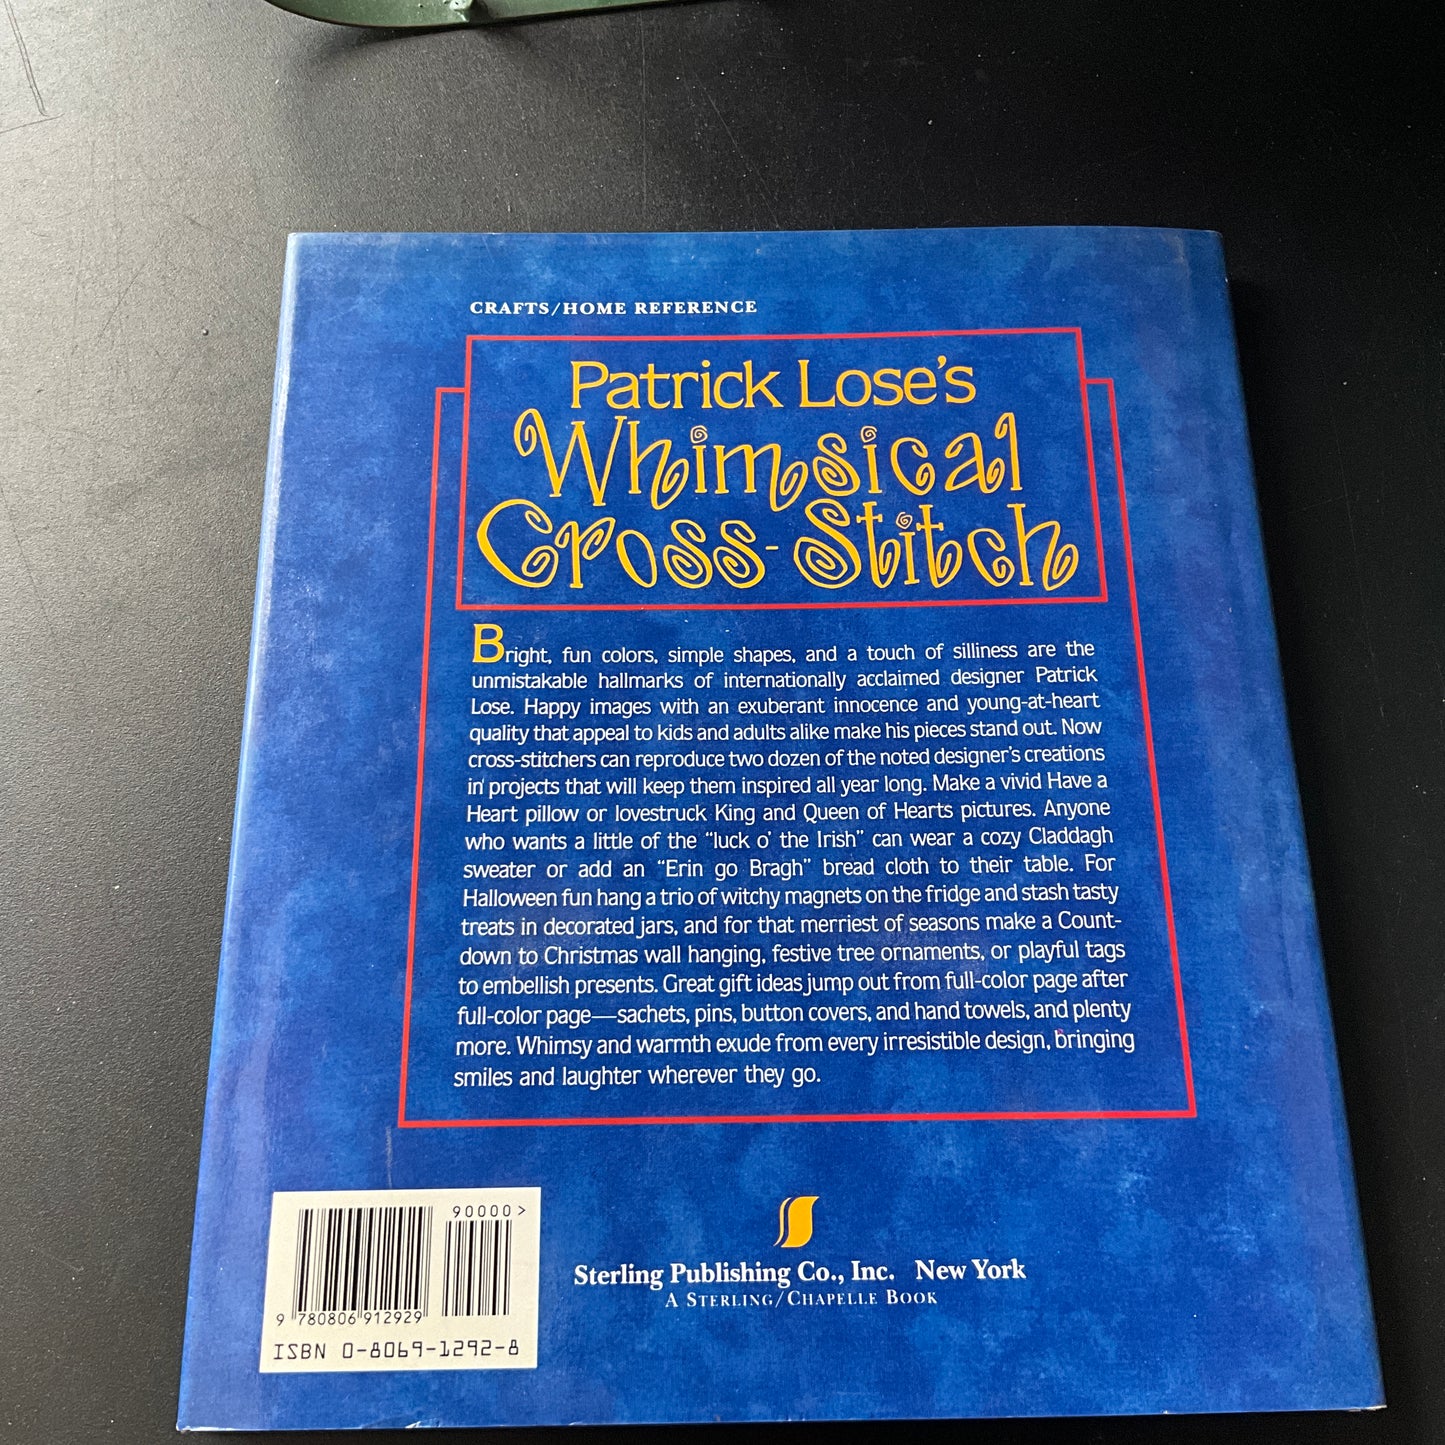 CRAFTS/HOME REFERENCE
Patrick Lose's
Whimsical
Cross-Stitch
Bright, fun colors, simple shapes, and a touch of silliness are the
unmistakable hallmarks of internationally acclaimed designer Patrick
Lose. Happy images with an exuberant innocence and young-at-heart
quality that appeal to kids and adults alike make his pieces stand out. Now
cross-stitchers can reproduce two dozen of the noted designer's creations
in projects that will keep them inspired all year long. Make a vivid Have a
Heart pillow or lovestruck King and Queen of Hearts pictures. Anyone
who wants a little of the “luck o' the Irish” can wear a cozy Claddagh
sweater or add an “Erin go Bragh” bread cloth to their table. For
Halloween fun hang a trio of witchy magnets on the fridge and stash tasty
treats in decorated jars, and for that merriest of seasons make a Count-
down to Christmas wall hanging, festive tree ornaments, or playful tags
to embellish presents. Great gift ideas jump out from full-color page after
full-color page—sachets, pins, button covers, and hand towels, and plenty
more. Whimsy and warmth exude from every irresistible design, bringing
smiles and laughter wherever they go.
90000>
9 780806 912929
ISBN 0-8069-1292-8
Sterling Publishing Co., Inc. New York
A STERLING/CHAPELLE BOOK